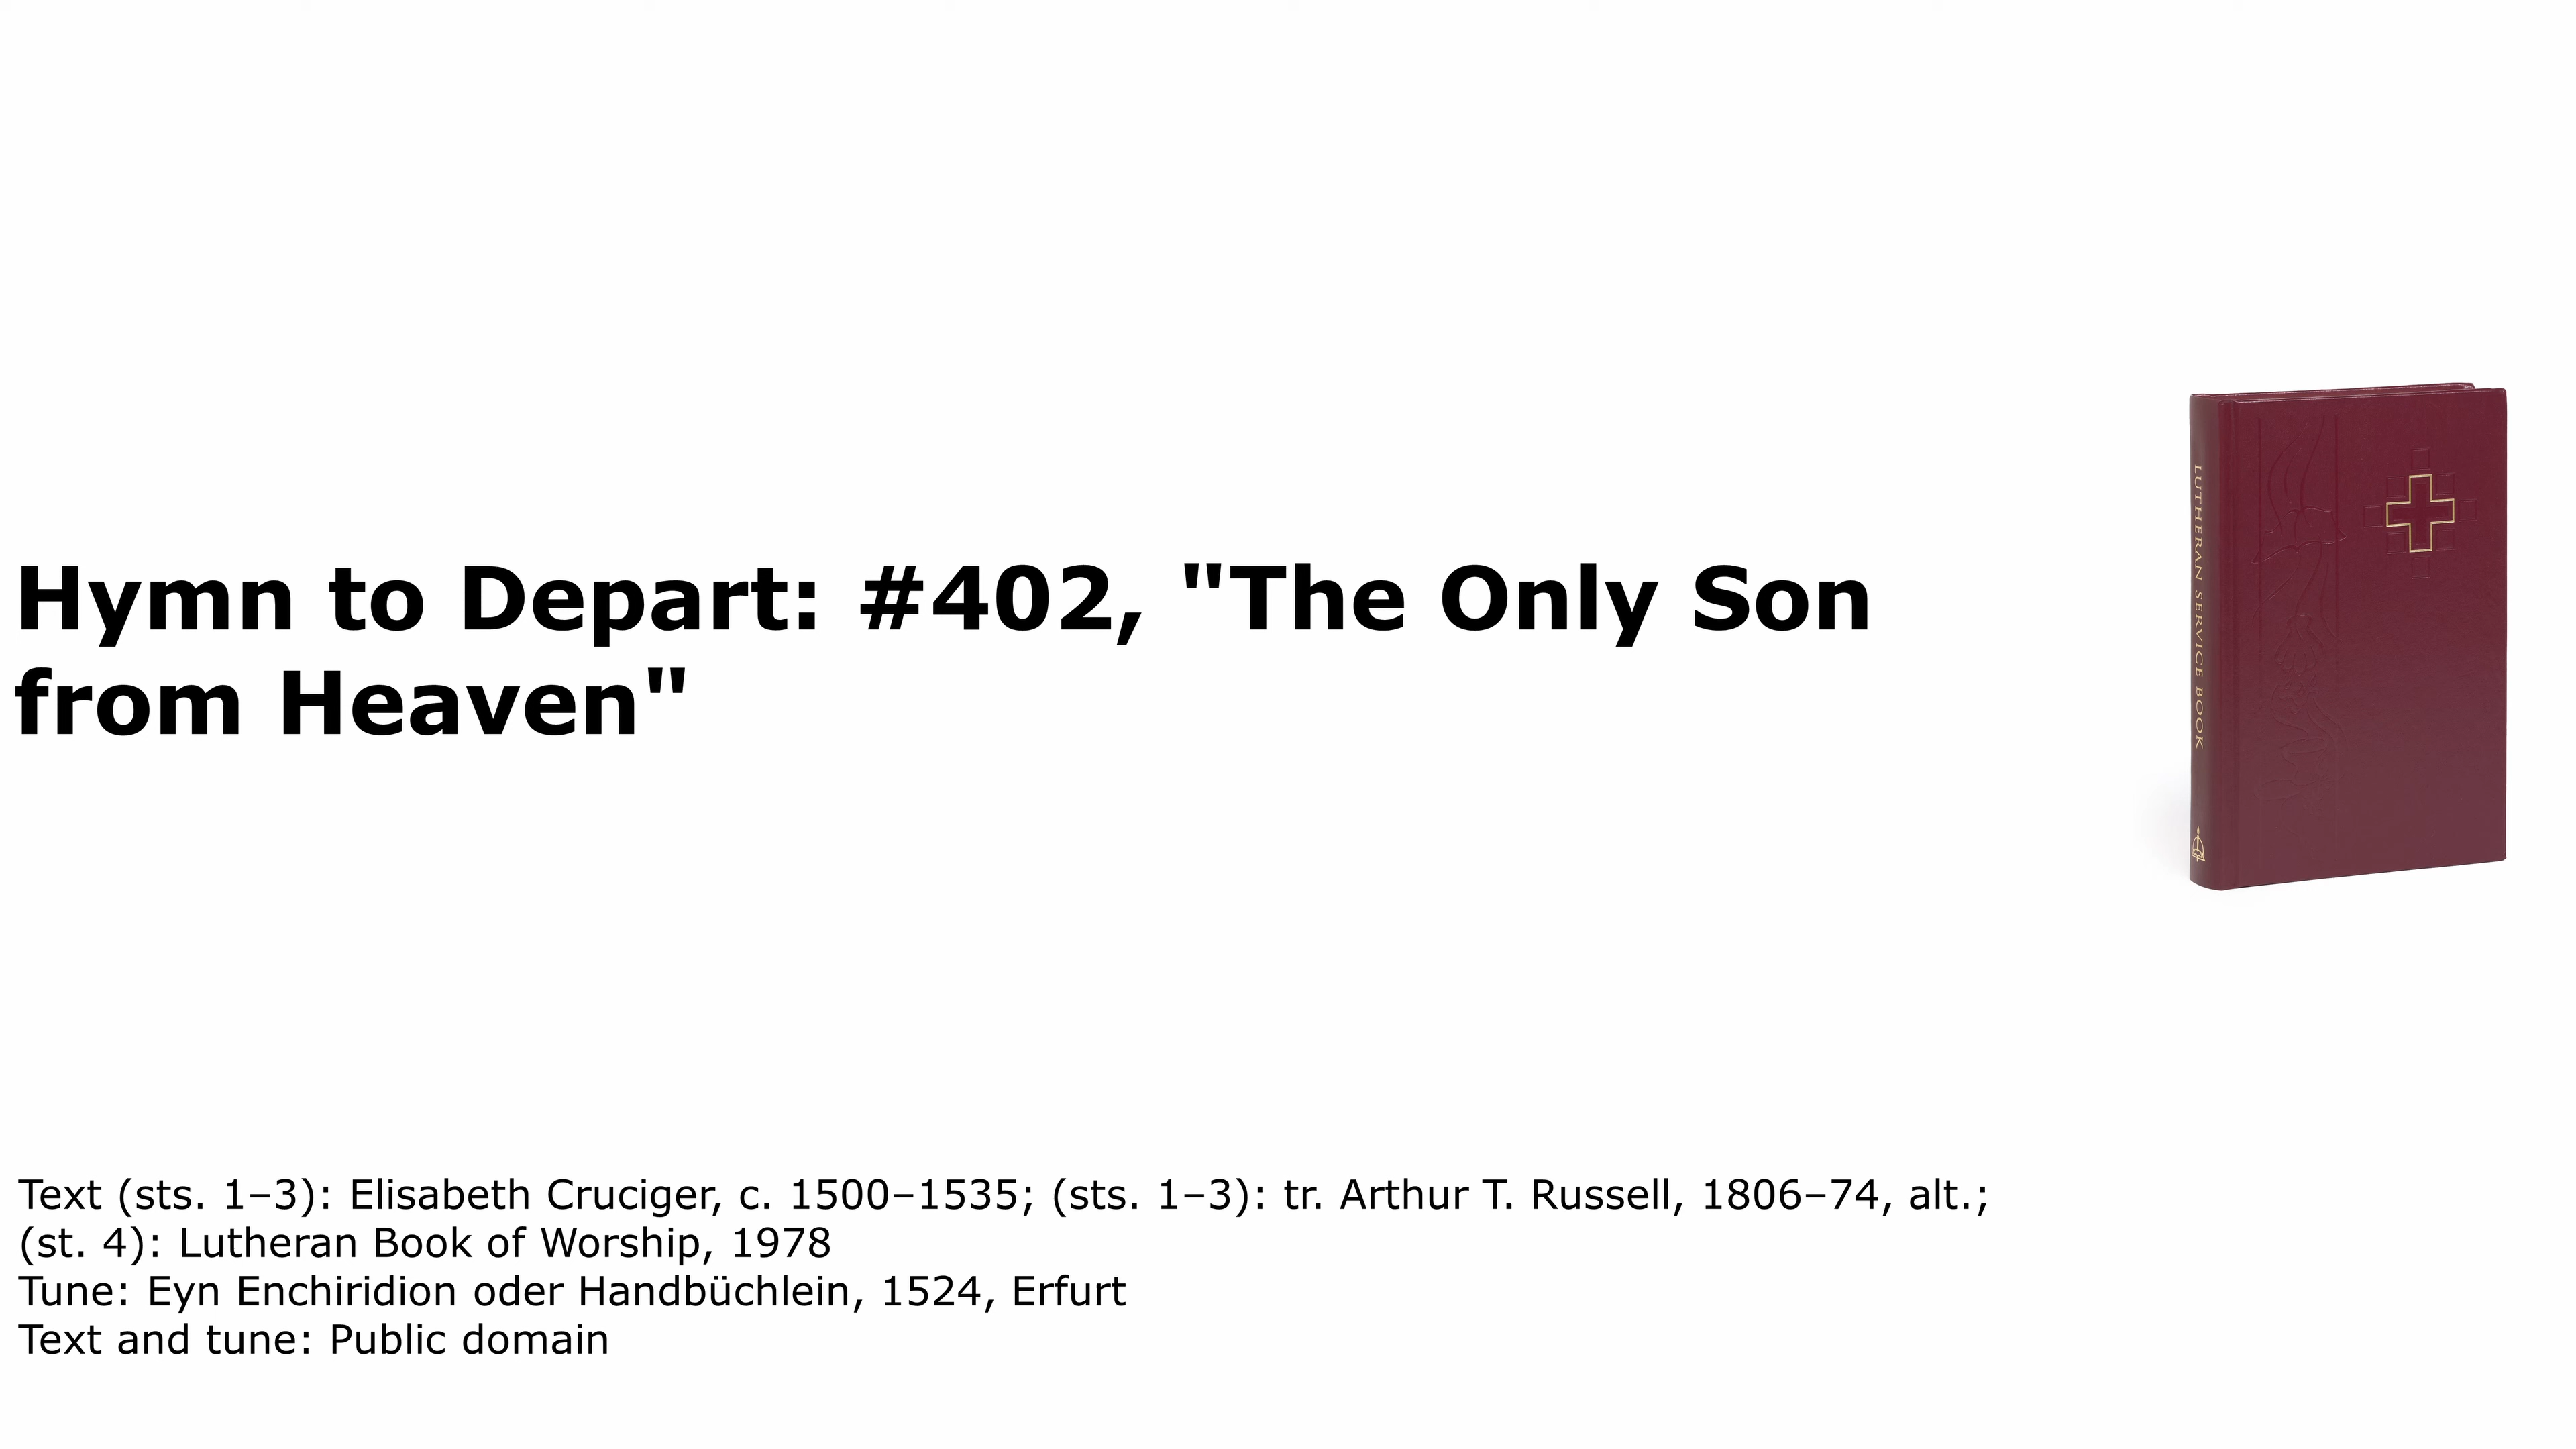 Hymn to Depart: #402, "The Only Son
from Heaven"
LUTHERAN SERVICE BOOK
Text (sts. 1–3): Elisabeth Cruciger, c. 1500–1535; (sts. 1–3): tr. Arthur T. Russell, 1806–74, alt.;
(st. 4): Lutheran Book of Worship, 1978
Tune: Eyn Enchiridion oder Handbüchlein, 1524, Erfurt
Text and tune: Public domain